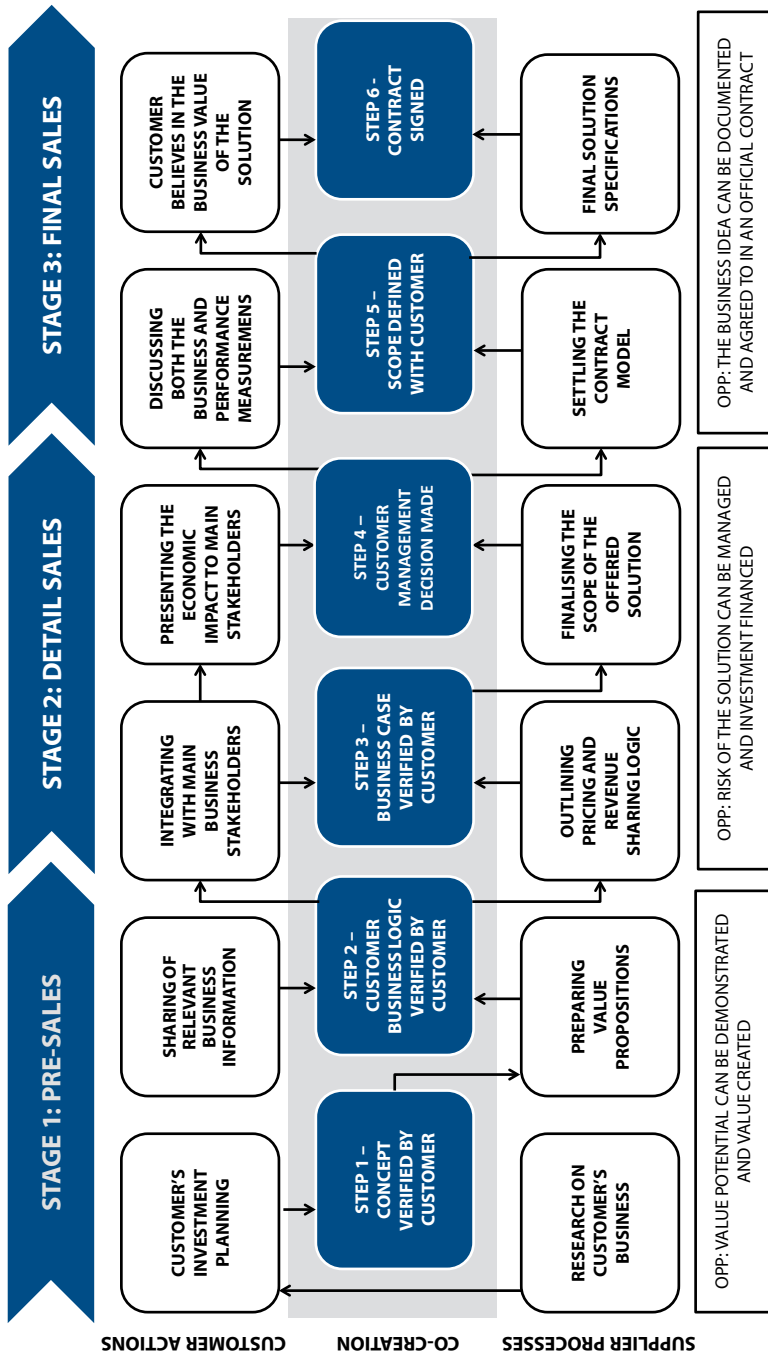 STAGE 1: PRE-SALES
STAGE 2: DETAIL SALES
STAGE 3: FINAL SALES
CUSTOMER ACTIONS
CUSTOMER'S
INVESTMENT
PLANNING
SHARING OF
RELEVANT
BUSINESS
INFORMATION
INTEGRATING
WITH MAIN
BUSINESS
STAKEHOLDERS
PRESENTING THE
ECONOMIC
IMPACT TO MAIN
STAKEHOLDERS
DISCUSSING
BOTH THE
BUSINESS AND
PERFORMANCE
MEASUREMENS
CUSTOMER
BELIEVES IN THE
BUSINESS VALUE
OF THE
SOLUTION
CO-CREATION
STEP 1 –
CONCEPT
VERIFIED BY
CUSTOMER
STEP 2 –
CUSTOMER
BUSINESS LOGIC
VERIFIED BY
CUSTOMER
STEP 3 –
BUSINESS CASE
VERIFIED BY
CUSTOMER
STEP 4 –
CUSTOMER
MANAGEMENT
DECISION MADE
STEP 5 –
SCOPE DEFINED
WITH CUSTOMER
STEP 6 -
CONTRACT
SIGNED
SUPPLIER PROCESSES
RESEARCH ON
CUSTOMER'S
BUSINESS
PREPARING
VALUE
PROPOSITIONS
OUTLINING
PRICING AND
REVENUE
SHARING LOGIC
FINALISING THE
SCOPE OF THE
OFFERED
SOLUTION
SETTLING THE
CONTRACT
MODEL
FINAL SOLUTION
SPECIFICATIONS
OPP: VALUE POTENTIAL CAN BE DEMONSTRATED
AND VALUE CREATED
OPP: RISK OF THE SOLUTION CAN BE MANAGED
AND INVESTMENT FINANCED
OPP: THE BUSINESS IDEA CAN BE DOCUMENTED
AND AGREED TO IN AN OFFICIAL CONTRACT